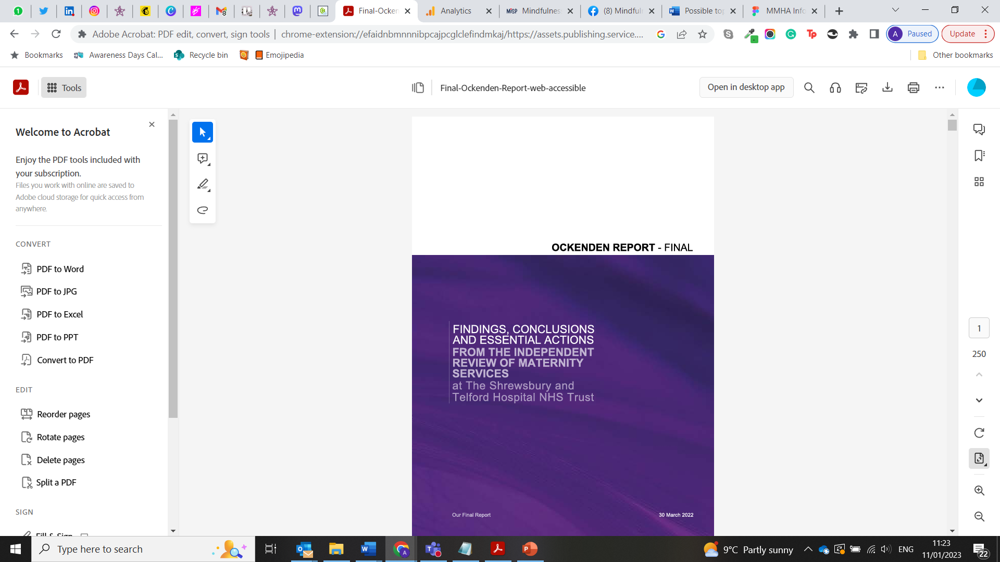 Final-Ocken
Analytics
MiSP Mindfulnes
(8) Mindful
Possible to
MMHA Info
Adobe Acrobat: PDF edit, convert, sign tools | chrome-extension://efaidnbmnnnibpcajpcglclefindmkaj/https://assets.publishing.service....
A Paused
Update
Bookmarks
Awareness Days Cal...
Recycle bin
Emojipedia
Other bookmarks
Tools
Final-Ockenden-Report-web-accessible
Open in desktop app
Welcome to Acrobat
Enjoy the PDF tools included with
your subscription.
Files you work with online are saved to
Adobe cloud storage for quick access from
anywhere.
CONVERT
PDF to Word
PDF to JPG
PDF to Excel
PDF to PPT
Convert to PDF
EDIT
Reorder pages
Rotate pages
Delete pages
Split a PDF
SIGN
Fill & Sign
OCKENDEN REPORT - FINAL
FINDINGS, CONCLUSIONS
AND ESSENTIAL ACTIONS
FROM THE INDEPENDENT
REVIEW OF MATERNITY
SERVICES
at The Shrewsbury and
Telford Hospital NHS Trust
Our Final Report
30 March 2022
1
250
Type here to search
9°C Partly sunny
ENG
11:23
11/01/2023
22